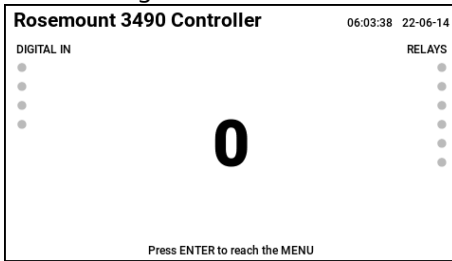 Rosemount 3490 Controller 06:03:38 22-06-14
DIGITAL IN RELAYS
0
Press ENTER to reach the MENU